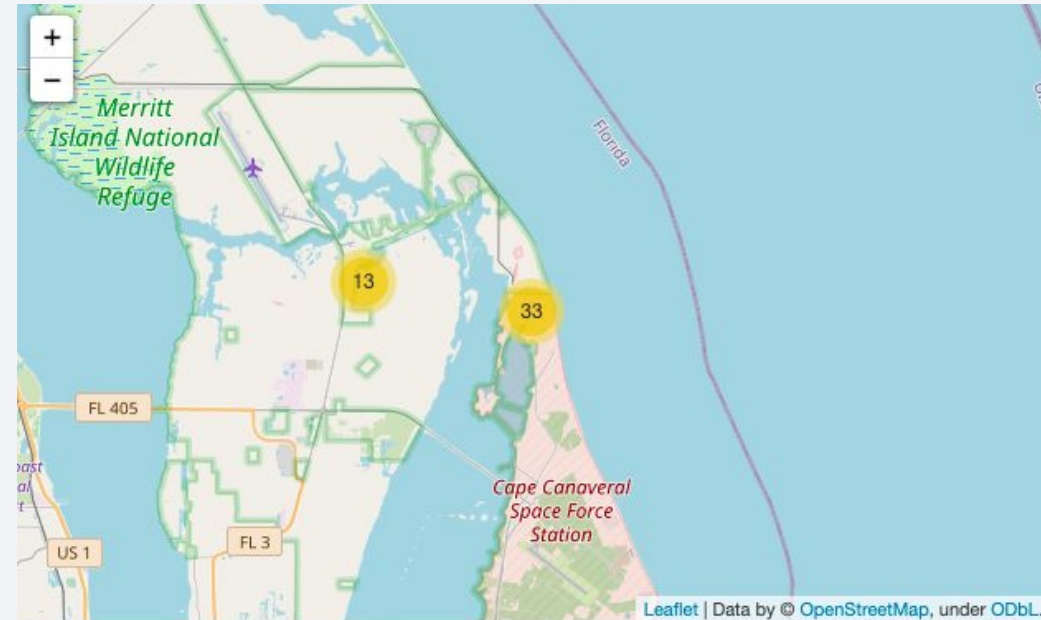 +
−
Merritt
Island National
Wildlife
Refuge
Florida
13
33
FL 405
Cape Canaveral
Space Force
Station
US 1
FL 3
Leaflet | Data by © OpenStreetMap, under ODbL.